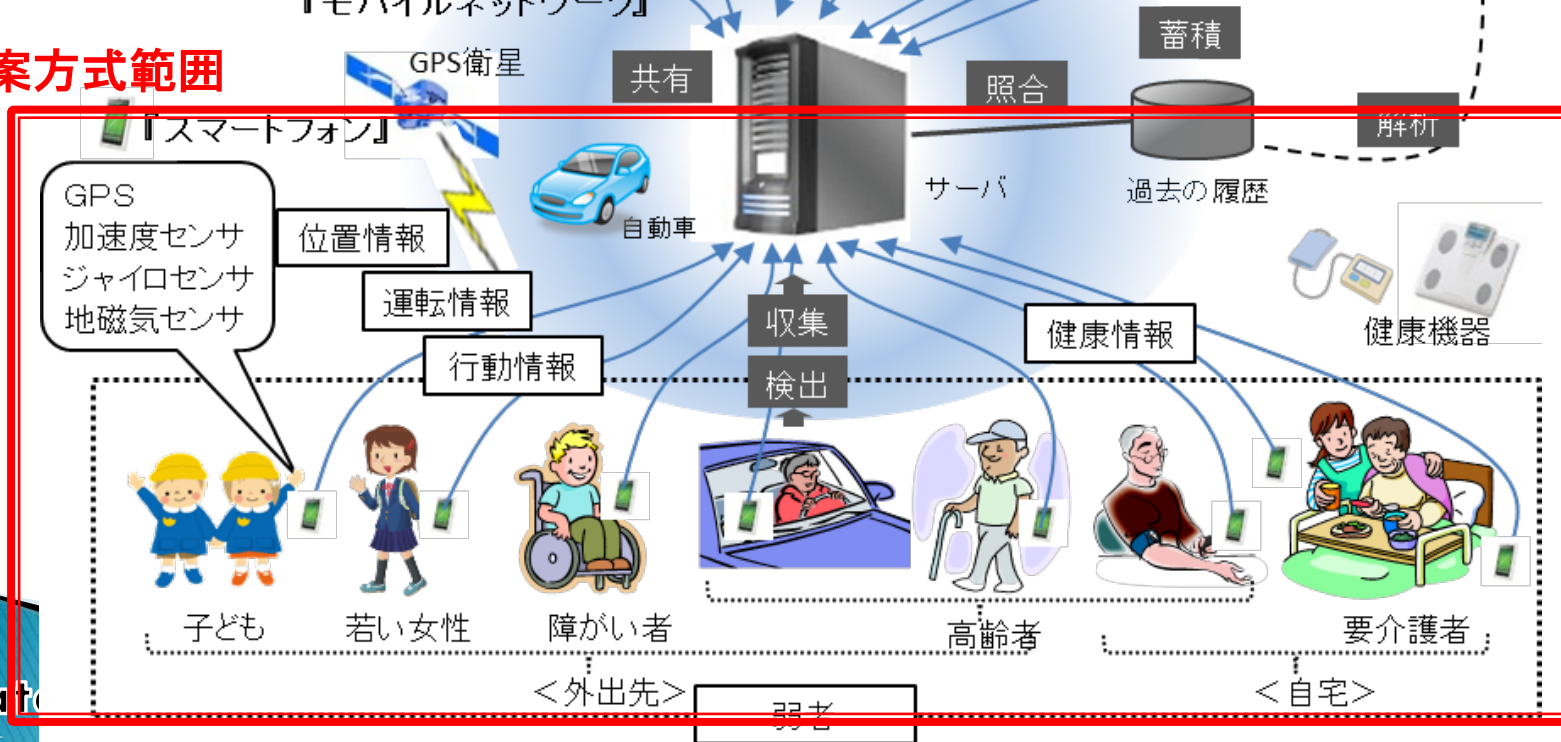 『モバイルネットワーク』
案方式範囲
GPS衛星
共有
照合
蓄積
解析
『スマートフォン』
GPS
加速度センサ
ジャイロセンサ
地磁気センサ
位置情報
運転情報
行動情報
自動車
サーバ
過去の履歴
収集
検出
健康情報
健康機器
子ども
若い女性
障がい者
高齢者
要介護者
＜外出先＞
＜自宅＞
弱者